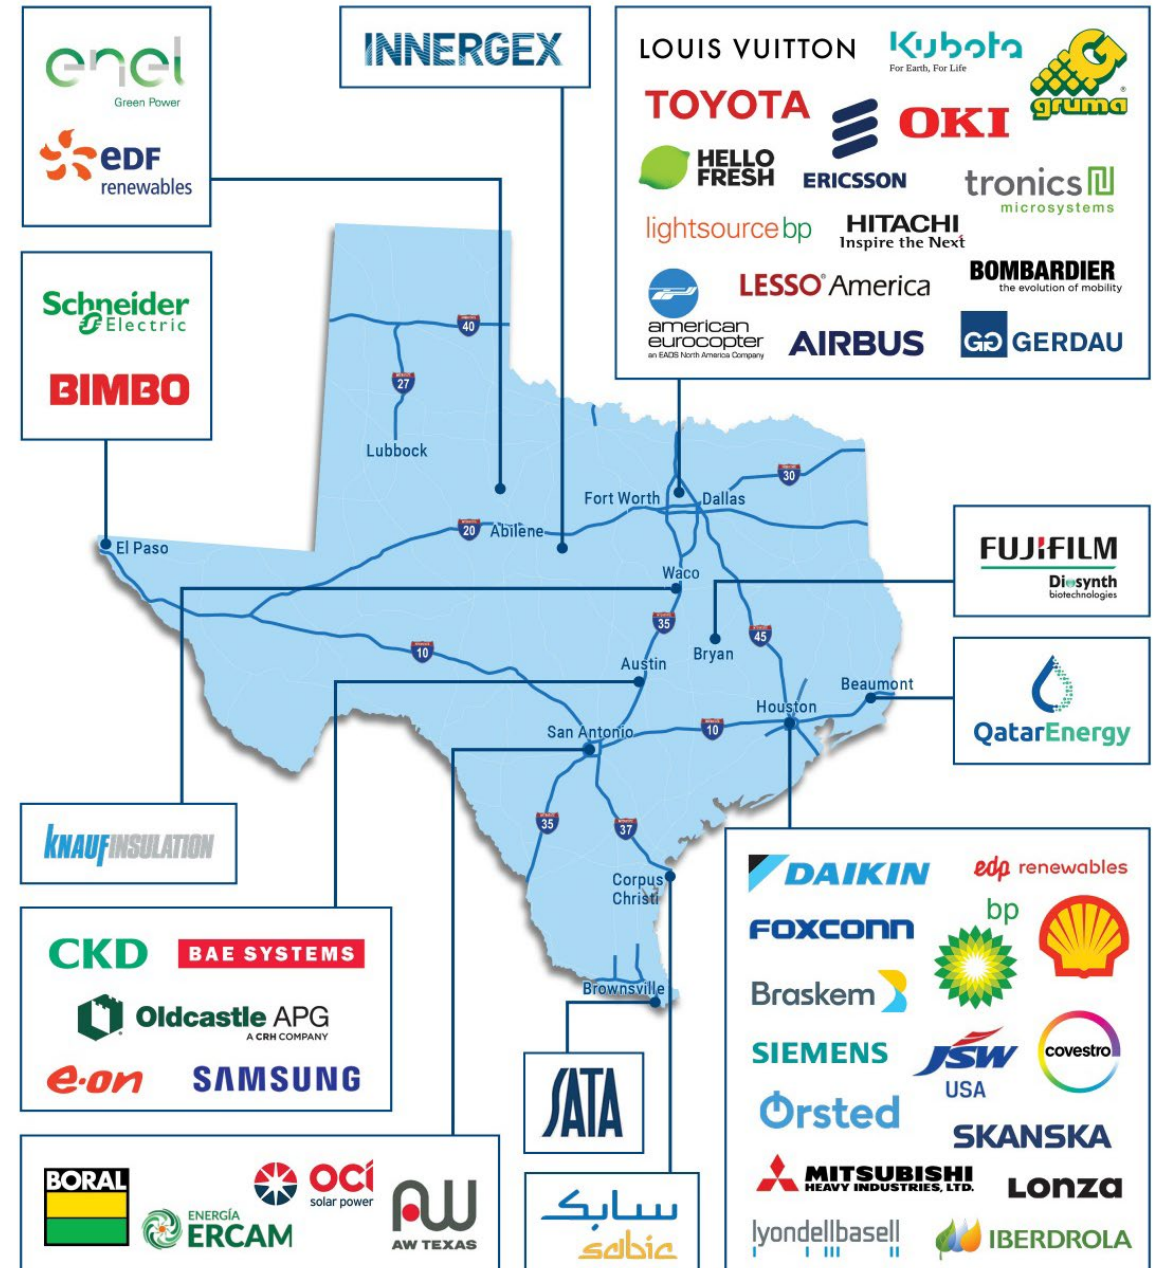 enel
Green Power
eDF
renewables
INNERGEX
LOUIS VUITTON
Kubota
For Earth, For Life
gruma
®
TOYOTA
ERICSSON
OKI
HELLO
FRESH
tronics
microsystems
lightsource bp
HITACHI
Inspire the Next
LESSO® America
BOMBARDIER
the evolution of mobility
american
eurocopter
an EADS North America Company
AIRBUS
GG GERDAU
Schneider
Electric
BIMBO
40
27
Lubbock
30
Fort Worth
Dallas
20
Abilene
El Paso
Waco
35
45
Bryan
10
Austin
Beaumont
Houston
San Antonio
10
35
37
Corpus
Christi
Brownsville
FUJIFILM
Diosynth
biotechnologies
QatarEnergy
KNAUFINSULATION
CKD
BAE SYSTEMS
Oldcastle APG
A CRH COMPANY
e·on
SAMSUNG
BORAL
ENERGÍA
ERCAM
OCI
solar power
AW
AW TEXAS
SATA
سابك
sabic
DAIKIN
edp renewables
FOXCONN
bp
Braskem
SIEMENS
JSW
USA
covestro
Ørsted
SKANSKA
MITSUBISHI
HEAVY INDUSTRIES, LTD.
Lonza
lyondellbasell
IBERDROLA